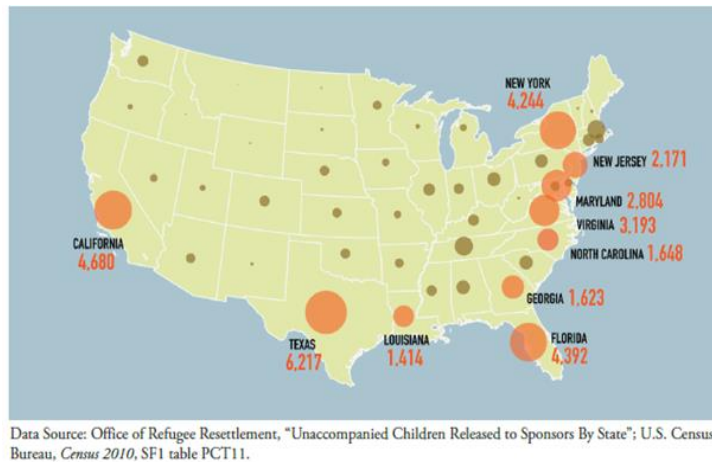 NEW YORK
4,244
NEW JERSEY 2,171
MARYLAND 2,804
VIRGINIA 3,193
NORTH CAROLINA 1,648
CALIFORNIA
4,680
GEORGIA 1,623
TEXAS
6,217
LOUISIANA
1,414
FLORIDA
4,392
Data Source: Office of Refugee Resettlement, “Unaccompanied Children Released to Sponsors By State”; U.S. Census
Bureau, Census 2010, SF1 table PCT11.